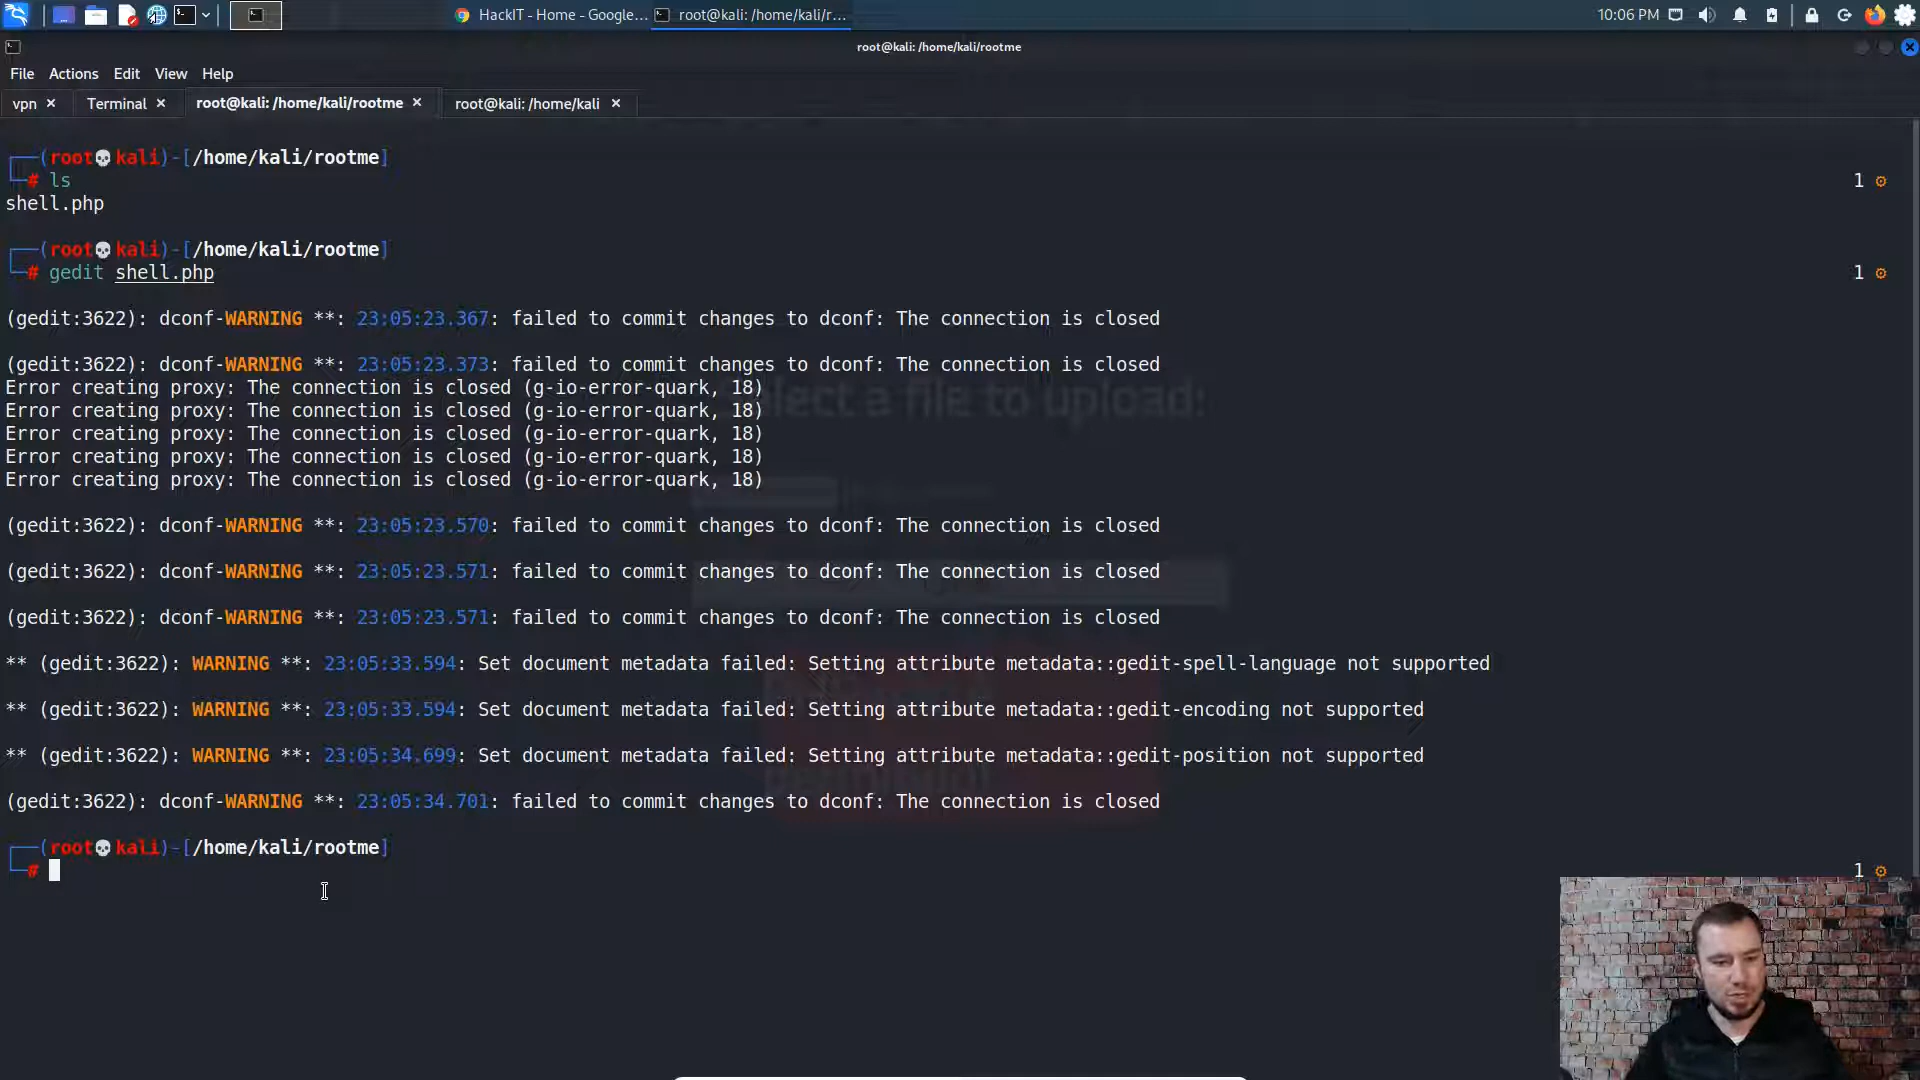 HackIT - Home - Google... root@kali: /home/kali/r... 10:06 PM
root@kali: /home/kali/rootme
File Actions Edit View Help
vpn × Terminal × root@kali: /home/kali/rootme × root@kali: /home/kali ×
┌──(root💀kali)-[/home/kali/rootme]
└─# ls 1 ⚙
shell.php
┌──(root💀kali)-[/home/kali/rootme]
└─# gedit shell.php 1 ⚙
(gedit:3622): dconf-WARNING **: 23:05:23.367: failed to commit changes to dconf: The connection is closed
(gedit:3622): dconf-WARNING **: 23:05:23.373: failed to commit changes to dconf: The connection is closed
Error creating proxy: The connection is closed (g-io-error-quark, 18)
Error creating proxy: The connection is closed (g-io-error-quark, 18)
Error creating proxy: The connection is closed (g-io-error-quark, 18)
Error creating proxy: The connection is closed (g-io-error-quark, 18)
Error creating proxy: The connection is closed (g-io-error-quark, 18)
elect a file to upload:
(gedit:3622): dconf-WARNING **: 23:05:23.570: failed to commit changes to dconf: The connection is closed
(gedit:3622): dconf-WARNING **: 23:05:23.571: failed to commit changes to dconf: The connection is closed
(gedit:3622): dconf-WARNING **: 23:05:23.571: failed to commit changes to dconf: The connection is closed
** (gedit:3622): WARNING **: 23:05:33.594: Set document metadata failed: Setting attribute metadata::gedit-spell-language not supported
** (gedit:3622): WARNING **: 23:05:33.594: Set document metadata failed: Setting attribute metadata::gedit-encoding not supported
** (gedit:3622): WARNING **: 23:05:34.699: Set document metadata failed: Setting attribute metadata::gedit-position not supported
(gedit:3622): dconf-WARNING **: 23:05:34.701: failed to commit changes to dconf: The connection is closed
┌──(root💀kali)-[/home/kali/rootme]
└─# 1 ⚙